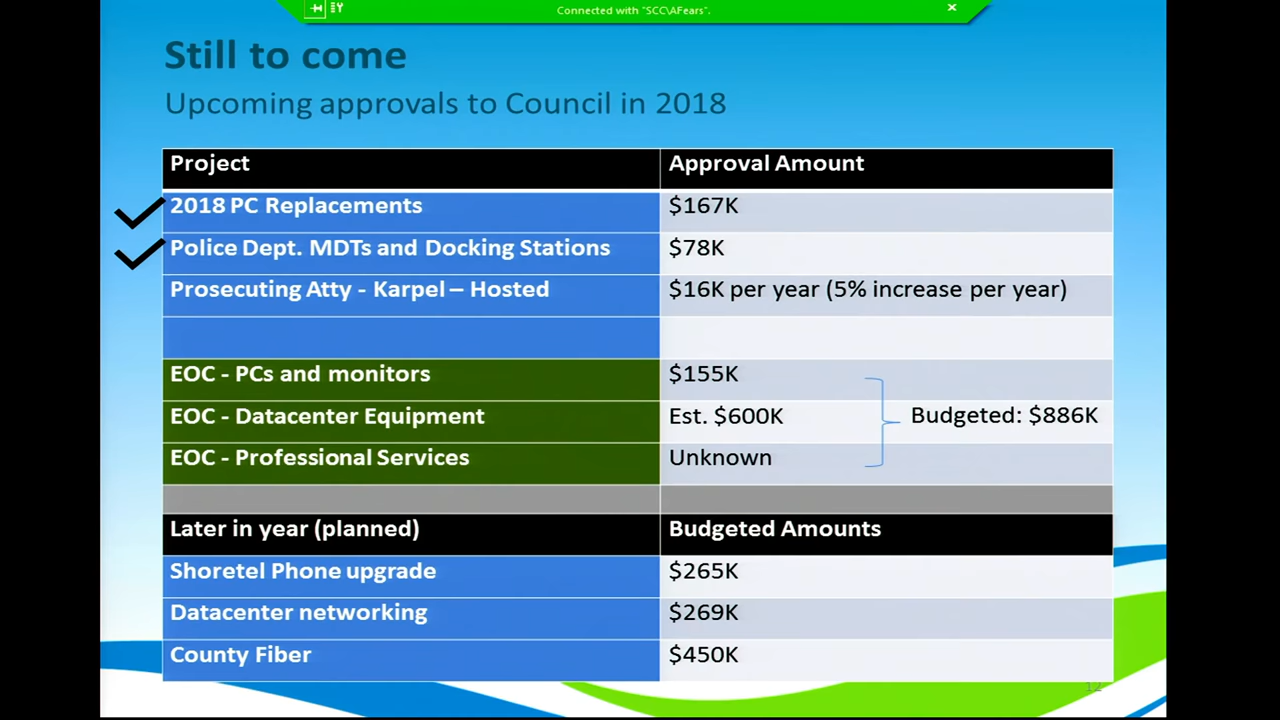 Connected with "SCC\AFears".
Still to come
Upcoming approvals to Council in 2018
Project Approval Amount
2018 PC Replacements $167K
Police Dept. MDTs and Docking Stations $78K
Prosecuting Atty - Karpel – Hosted $16K per year (5% increase per year)
EOC - PCs and monitors $155K
EOC - Datacenter Equipment Est. $600K Budgeted: $886K
EOC - Professional Services Unknown
Later in year (planned) Budgeted Amounts
Shoretel Phone upgrade $265K
Datacenter networking $269K
County Fiber $450K
12